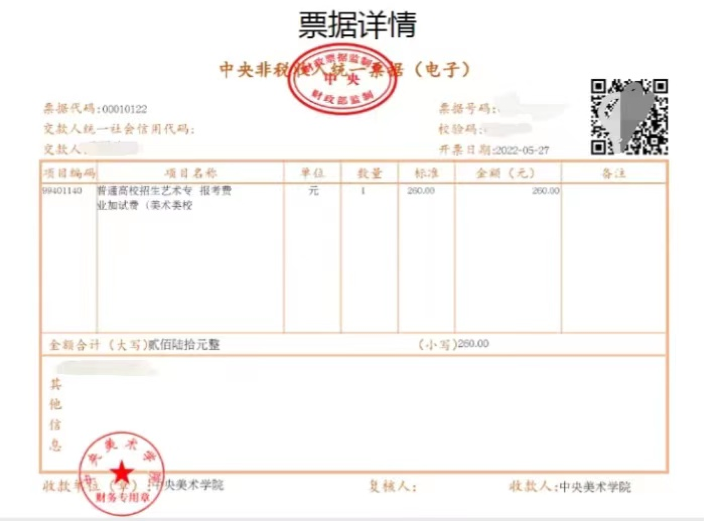 票据详情
中央非税收入统一票据（电子）
财政票据监制
中央
财政部监制
票据代码:00010122
票据号码:
交款人统一社会信用代码:
校验码:
交款人
开票日期:2022-05-27
项目编码 项目名称 单位 数量 标准 金额（元） 备注
99401140 普通高校招生艺术专 报考费 元 1 260.00 260.00
业加试费（美术类校
金额合计（大写)贰佰陆拾元整 (小写)260.00
其他信息
中央美术学院
财务专用章
收款单位（章）:中央美术学院 复核人: 收款人:中央美术学院